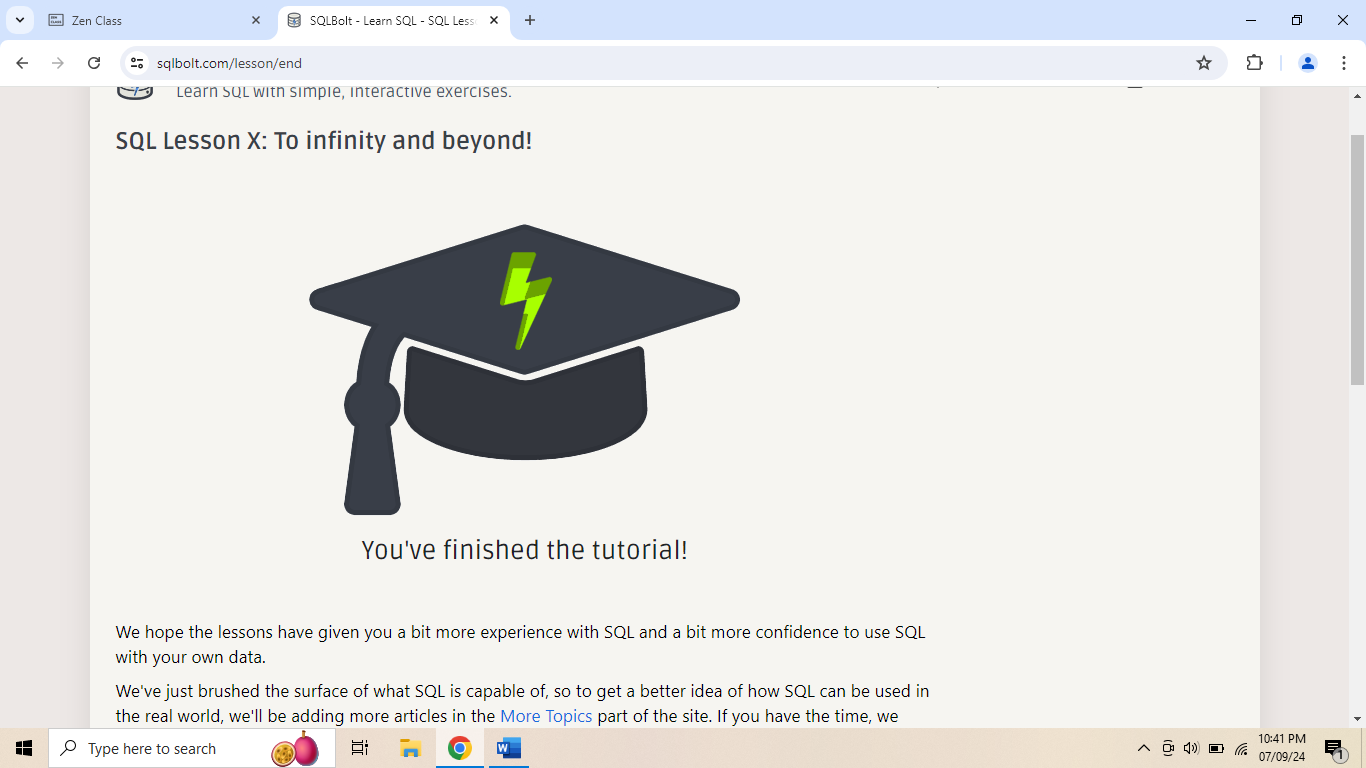 Zen Class
SQLBolt - Learn SQL - SQL Less
sqlbolt.com/lesson/end
Learn SQL with simple, interactive exercises.
SQL Lesson X: To infinity and beyond!
You've finished the tutorial!
We hope the lessons have given you a bit more experience with SQL and a bit more confidence to use SQL
with your own data.
We've just brushed the surface of what SQL is capable of, so to get a better idea of how SQL can be used in
the real world, we'll be adding more articles in the More Topics part of the site. If you have the time, we
Type here to search
W
10:41 PM
07/09/24
1